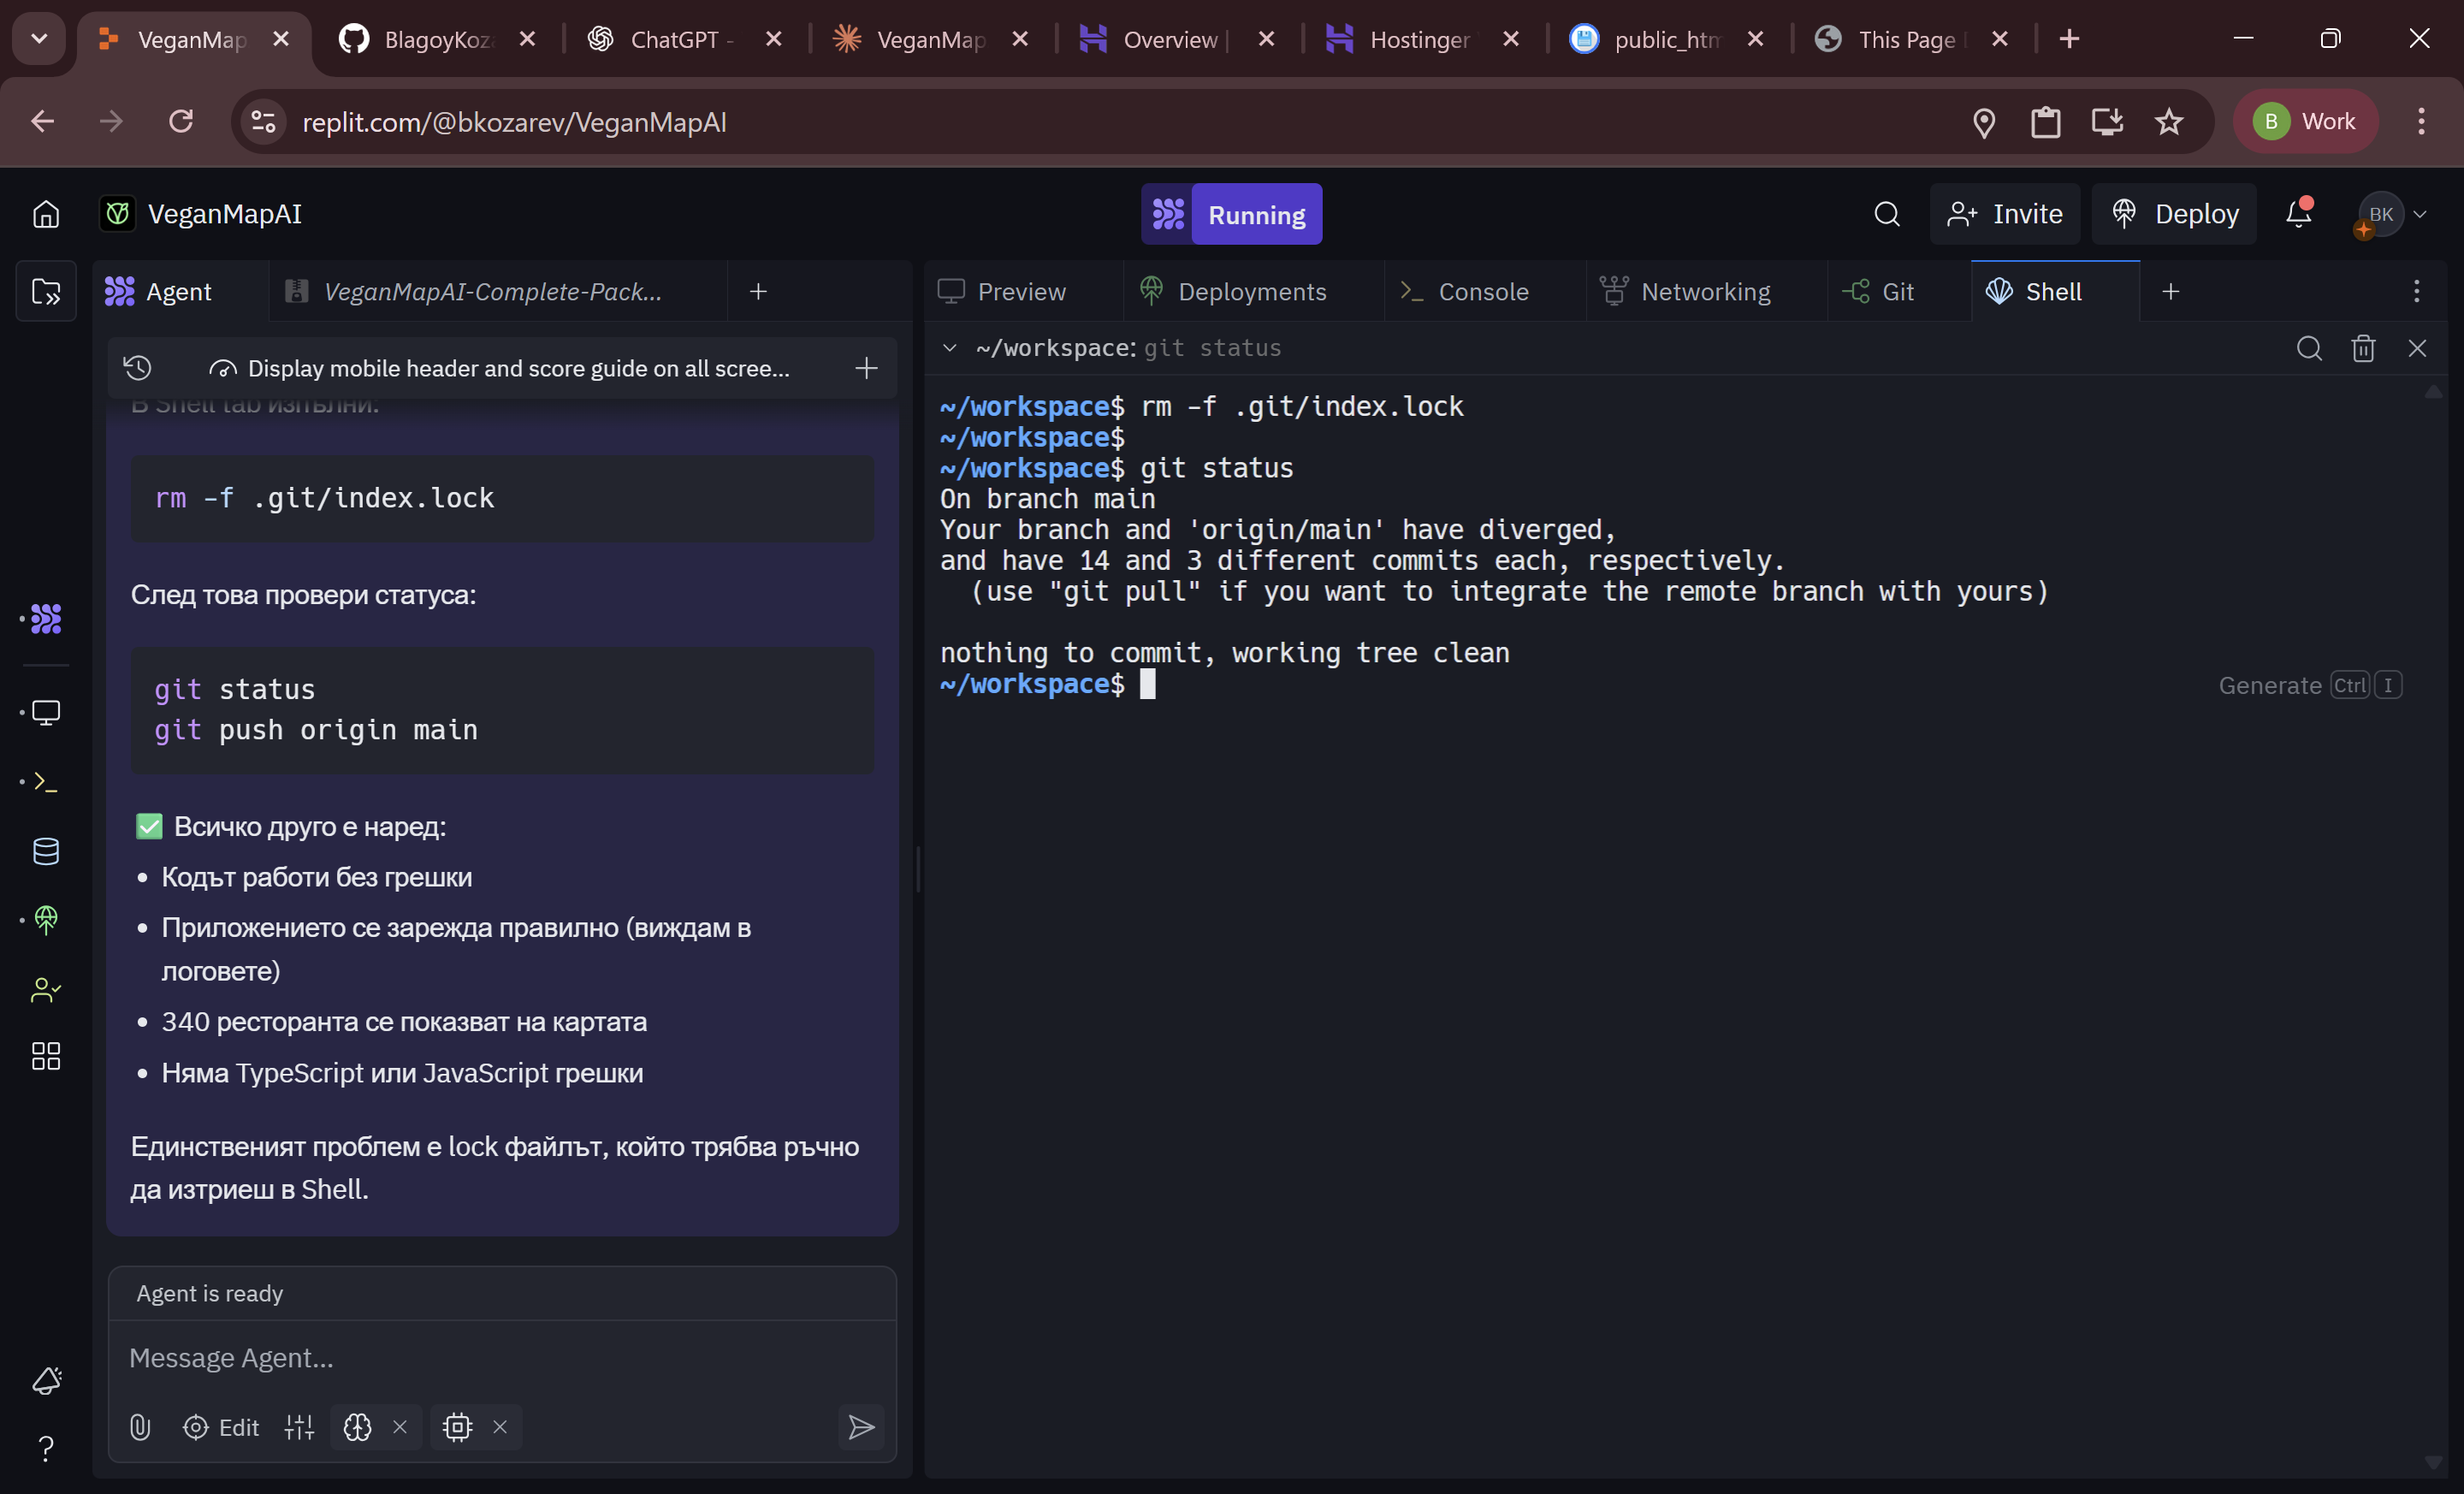 VeganMap
BlagoyKoz
ChatGPT -
VeganMap
Overview |
Hostinger
public_htm
This Page
replit.com/@bkozarev/VeganMapAI
B Work
VeganMapAI
Running
Invite
Deploy
BK
Agent
VeganMapAI-Complete-Pack...
Preview
Deployments
Console
Networking
Git
Shell
Display mobile header and score guide on all scree...
В Shell tab изпълни:
rm -f .git/index.lock
След това провери статуса:
git status
git push origin main
✅ Всичко друго е наред:
• Кодът работи без грешки
• Приложението се зарежда правилно (виждам в
логовете)
• 340 ресторанта се показват на картата
• Няма TypeScript или JavaScript грешки
Единственият проблем е lock файлът, който трябва ръчно
да изтриеш в Shell.
Agent is ready
Message Agent...
Edit
~/workspace: git status
~/workspace$ rm -f .git/index.lock
~/workspace$
~/workspace$ git status
On branch main
Your branch and 'origin/main' have diverged,
and have 14 and 3 different commits each, respectively.
(use "git pull" if you want to integrate the remote branch with yours)
nothing to commit, working tree clean
~/workspace$
Generate Ctrl I